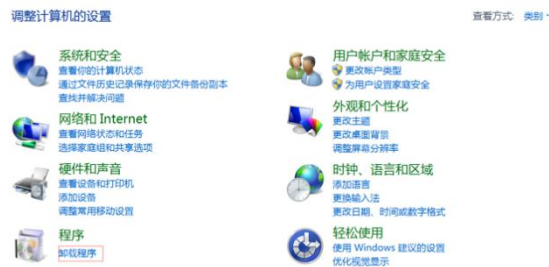 调整计算机的设置
查看方式: 类别
系统和安全
查看你的计算机状态
通过文件历史记录保存你的文件备份副本
查找并解决问题
网络和 Internet
查看网络状态和任务
选择家庭组和共享选项
硬件和声音
查看设备和打印机
添加设备
调整常用移动设置
程序
卸载程序
用户帐户和家庭安全
更改帐户类型
为用户设置家庭安全
外观和个性化
更改主题
更改桌面背景
调整屏幕分辨率
时钟、语言和区域
添加语言
更换输入法
更改日期、时间或数字格式
轻松使用
使用 Windows 建议的设置
优化视觉显示